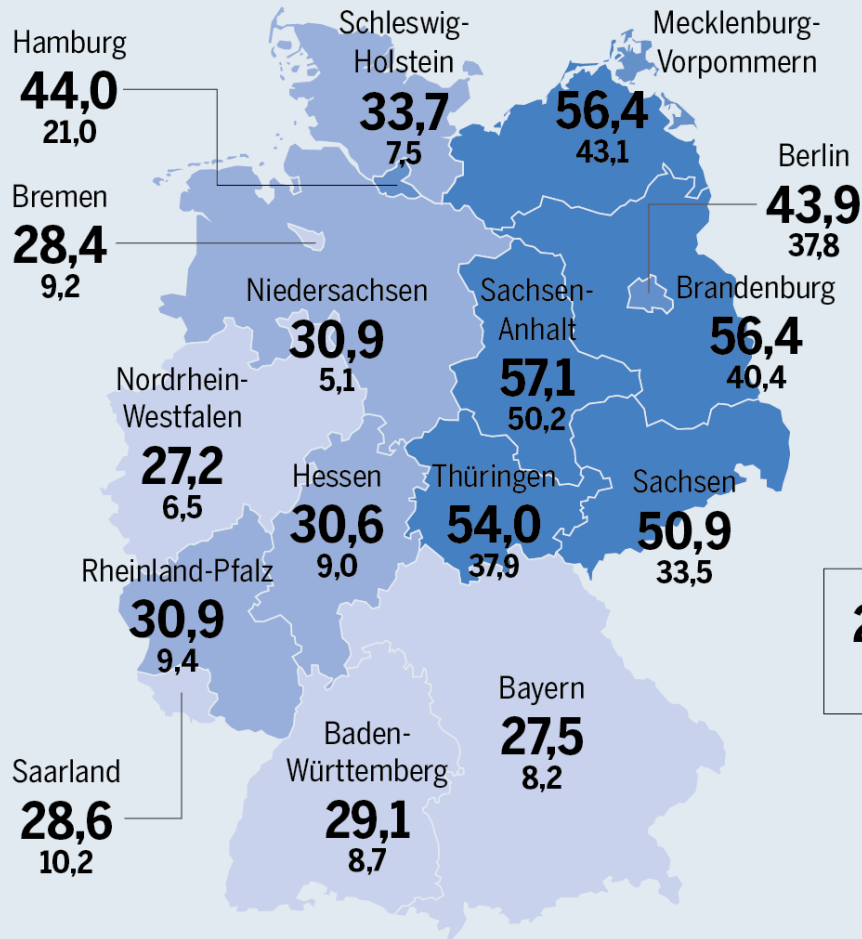 Hamburg
44,0
21,0
Schleswig-
Holstein
33,7
7,5
Mecklenburg-
Vorpommern
56,4
43,1
Berlin
43,9
37,8
Bremen
28,4
9,2
Niedersachsen
30,9
5,1
Sachsen-
Anhalt
57,1
50,2
Brandenburg
56,4
40,4
Nordrhein-
Westfalen
27,2
6,5
Hessen
30,6
9,0
Thüringen
54,0
37,9
Sachsen
50,9
33,5
Rheinland-Pfalz
30,9
9,4
Saarland
28,6
10,2
Baden-
Württemberg
29,1
8,7
Bayern
27,5
8,2